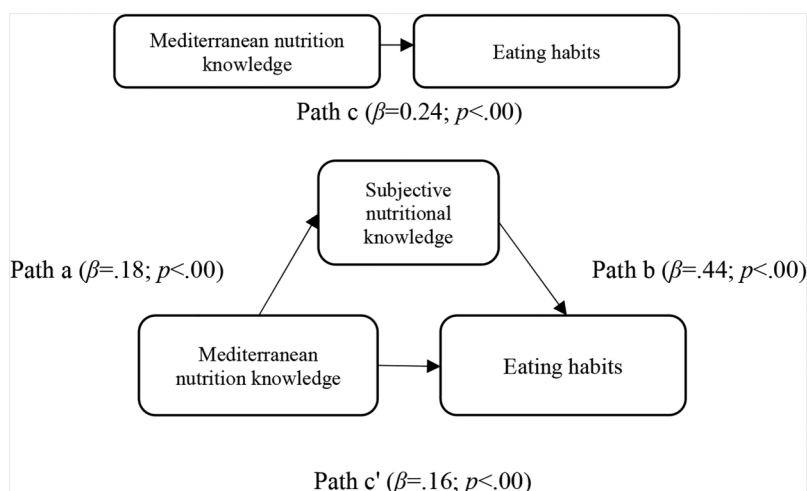 Mediterranean nutrition
knowledge
Eating habits
Path c (β=0.24; p<.00)
Subjective
nutritional
knowledge
Path a (β=.18; p<.00)
Path b (β=.44; p<.00)
Mediterranean
nutrition knowledge
Eating habits
Path c' (β=.16; p<.00)